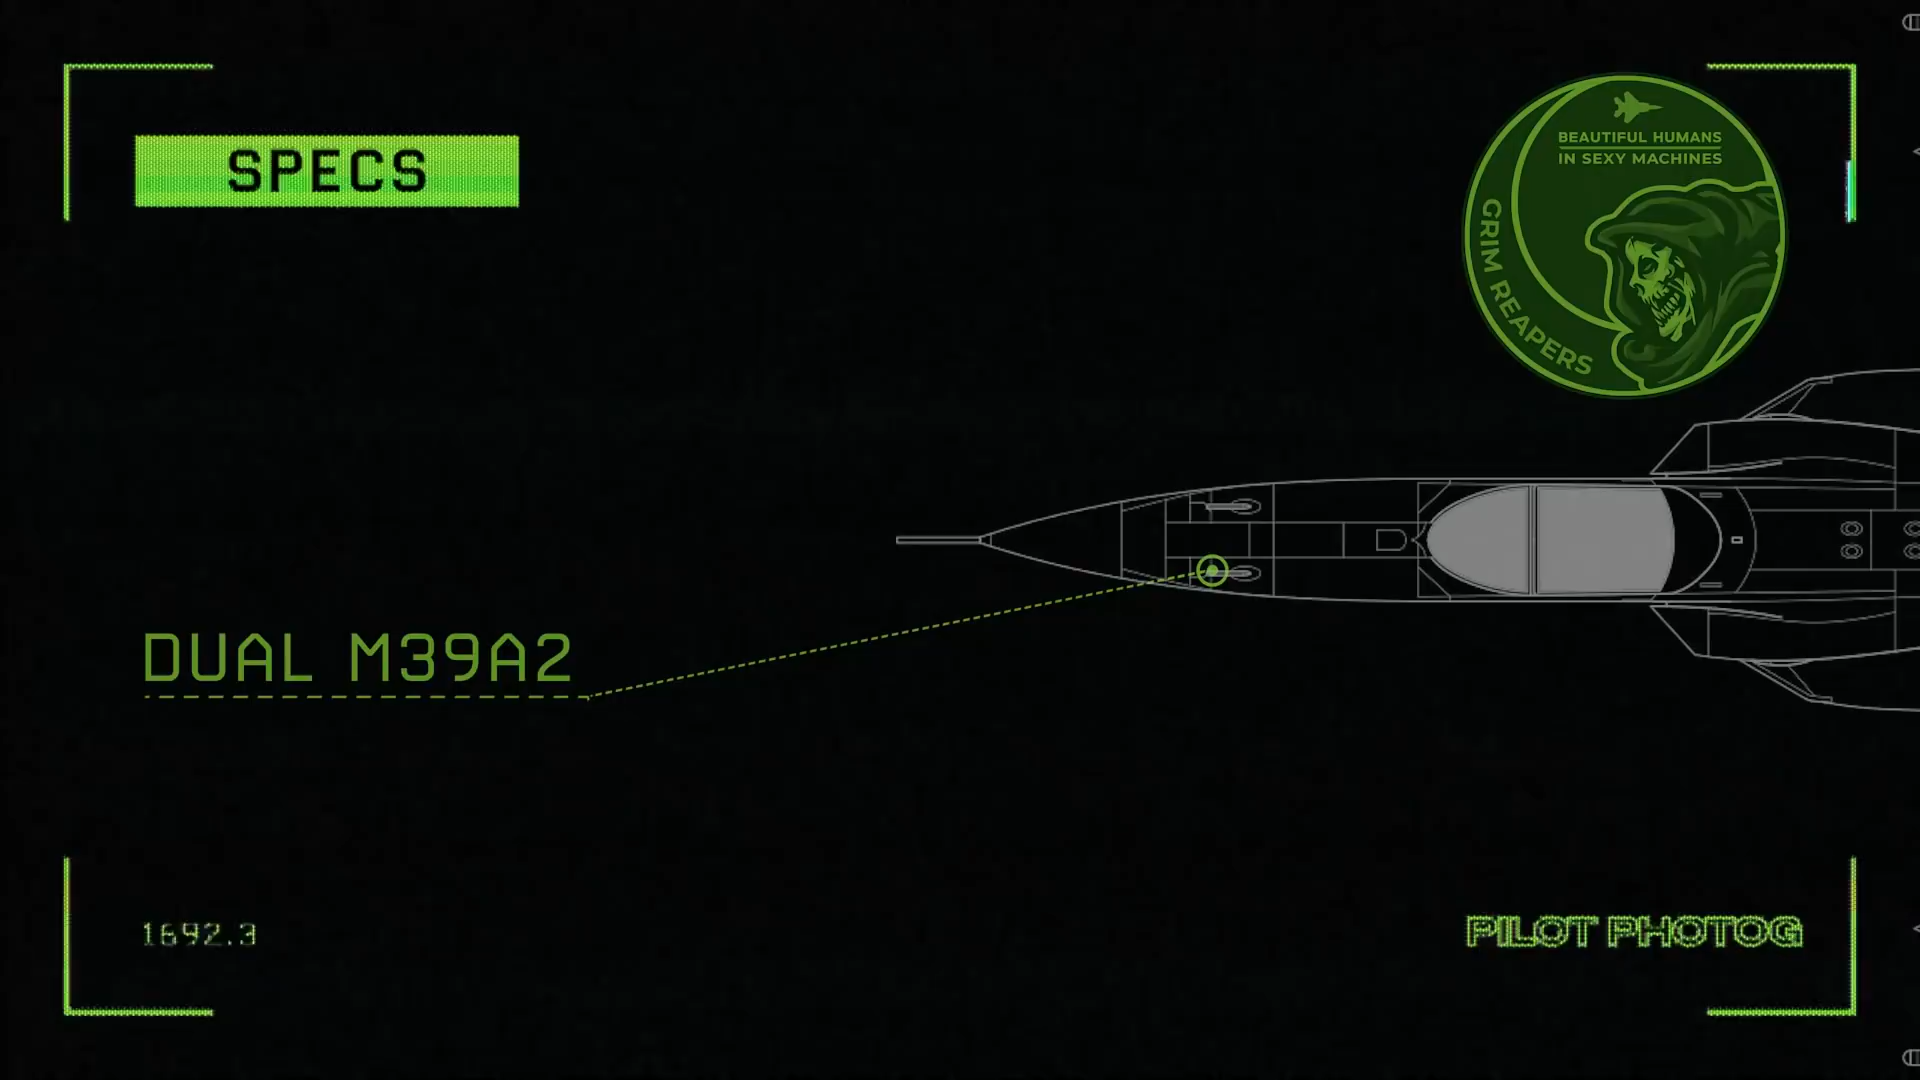 SPECS
BEAUTIFUL HUMANS
IN SEXY MACHINES
GRIM REAPERS
DUAL M39A2
1692.3
PILOT PHOTOG